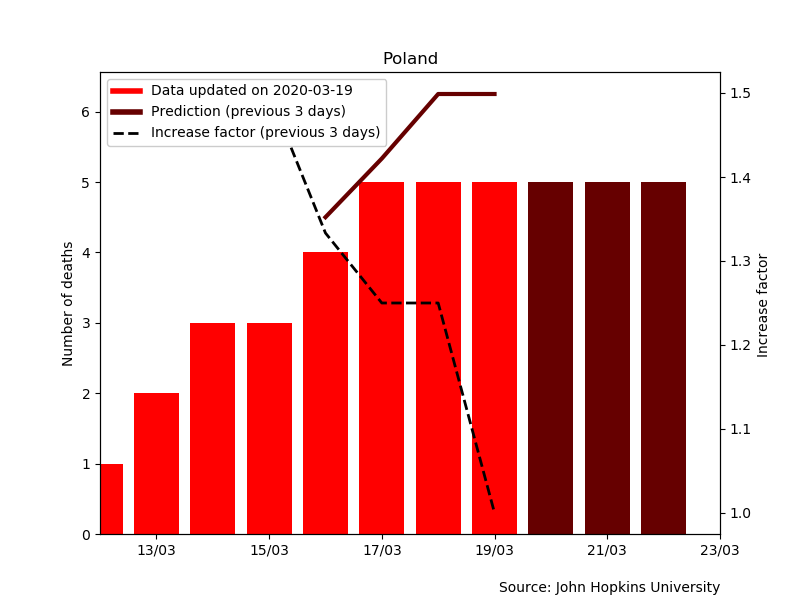 Poland
Data updated on 2020-03-19
Prediction (previous 3 days)
Increase factor (previous 3 days)
Number of deaths
6
5
4
3
2
1
0
1.5
1.4
1.3
1.2
1.1
1.0
Increase factor
13/03
15/03
17/03
19/03
21/03
23/03
Source: John Hopkins University